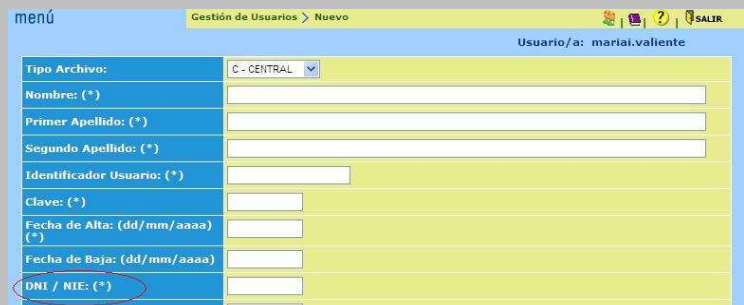 menú
Gestión de Usuarios > Nuevo
SALIR
Usuario/a: mariai.valiente
Tipo Archivo:
C - CENTRAL
Nombre: (*)
Primer Apellido: (*)
Segundo Apellido: (*)
Identificador Usuario: (*)
Clave: (*)
Fecha de Alta: (dd/mm/aaaa)
(*)
Fecha de Baja: (dd/mm/aaaa)
DNI / NIE: (*)